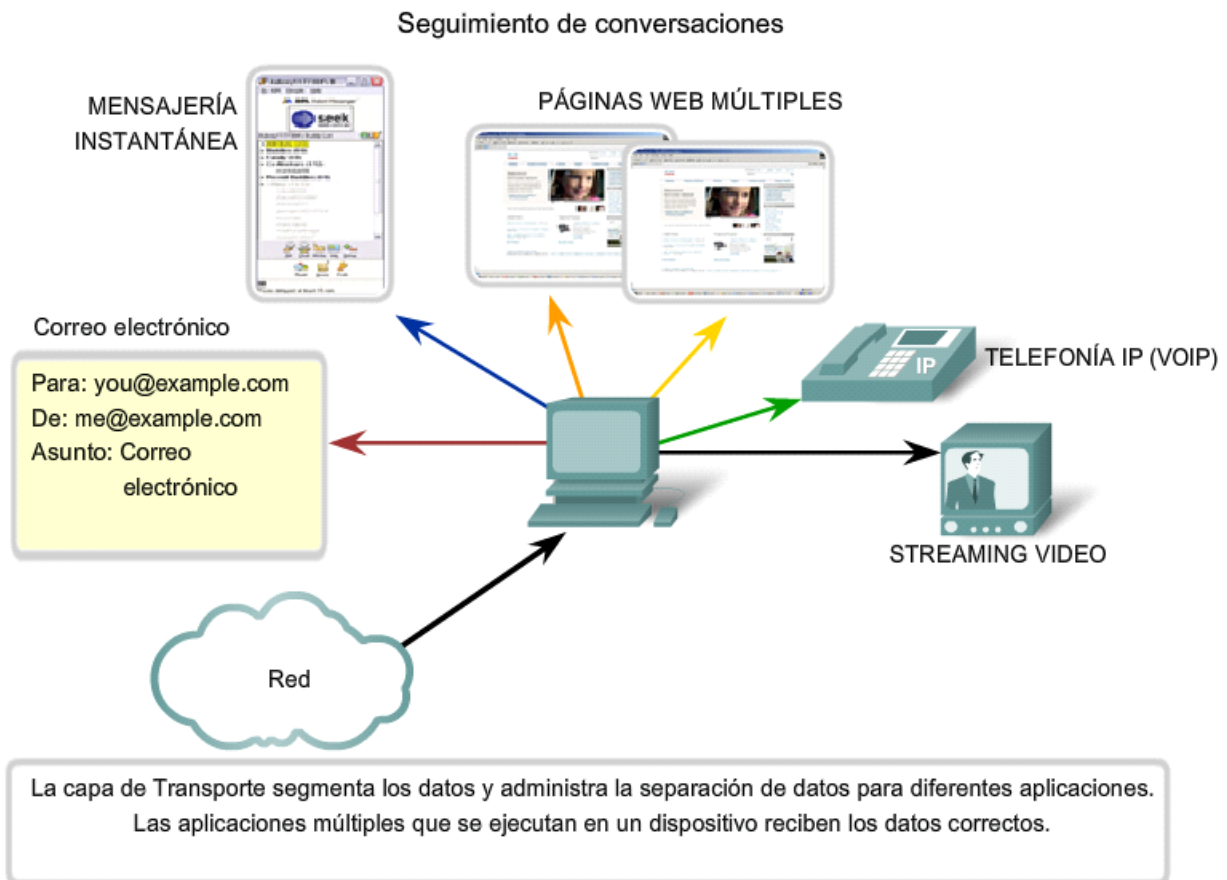 Seguimiento de conversaciones
MENSAJERÍA
INSTANTÁNEA
seek
PÁGINAS WEB MÚLTIPLES
Correo electrónico
Para: you@example.com
De: me@example.com
Asunto: Correo
electrónico
IP
TELEFONÍA IP (VOIP)
STREAMING VIDEO
Red
La capa de Transporte segmenta los datos y administra la separación de datos para diferentes aplicaciones.
Las aplicaciones múltiples que se ejecutan en un dispositivo reciben los datos correctos.